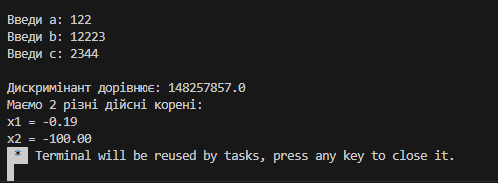 Введи a: 122
Введи b: 12223
Введи c: 2344
Дискримінант дорівнює: 148257857.0
Маємо 2 різні дійсні корені:
x1 = -0.19
x2 = -100.00
* Terminal will be reused by tasks, press any key to close it.